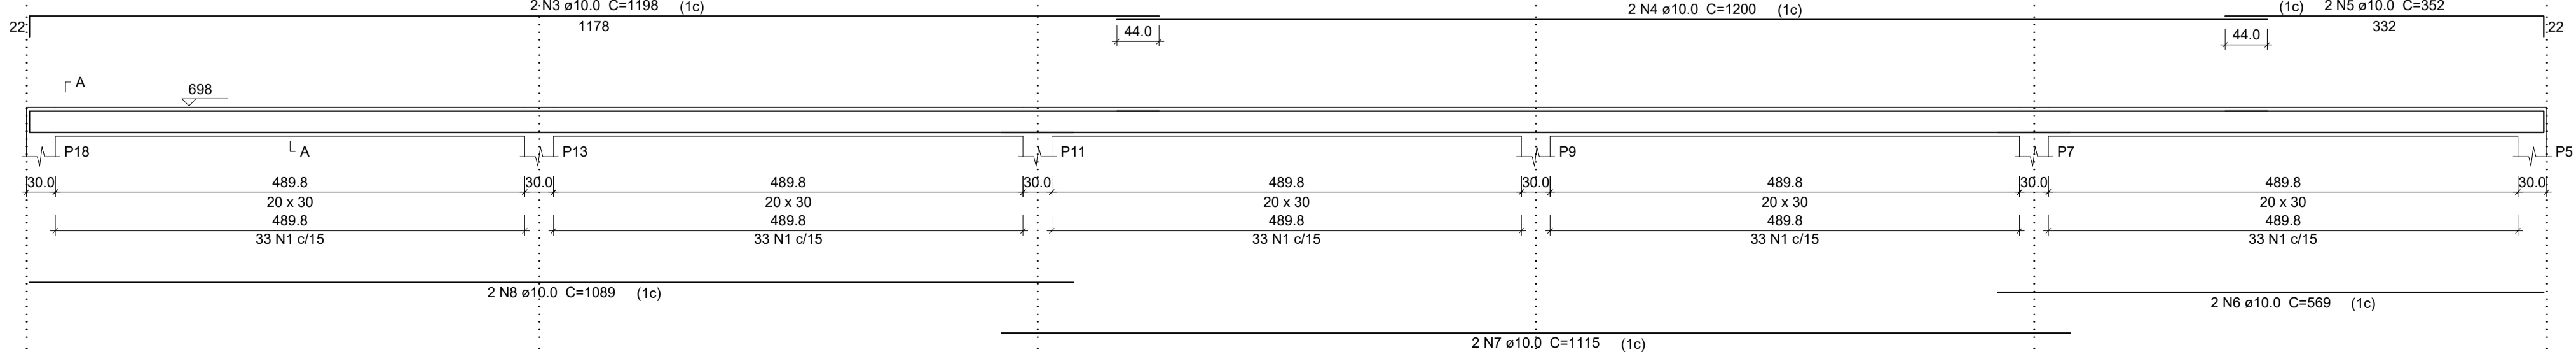 2 N3 ø10.0 C=1198 (1c)
2 N4 ø10.0 C=1200 (1c)
(1c) 2 N5 ø10.0 C=352
22
1178
44.0
44.0
332
22
A
698
P18
A
P13
P11
P9
P7
P5
30.0 489.8 30.0 489.8 30.0 489.8 30.0 489.8 30.0 489.8 30.0
20 x 30 20 x 30 20 x 30 20 x 30 20 x 30
489.8 489.8 489.8 489.8 489.8
33 N1 c/15 33 N1 c/15 33 N1 c/15 33 N1 c/15 33 N1 c/15
2 N8 ø10.0 C=1089 (1c)
2 N6 ø10.0 C=569 (1c)
2 N7 ø10.0 C=1115 (1c)